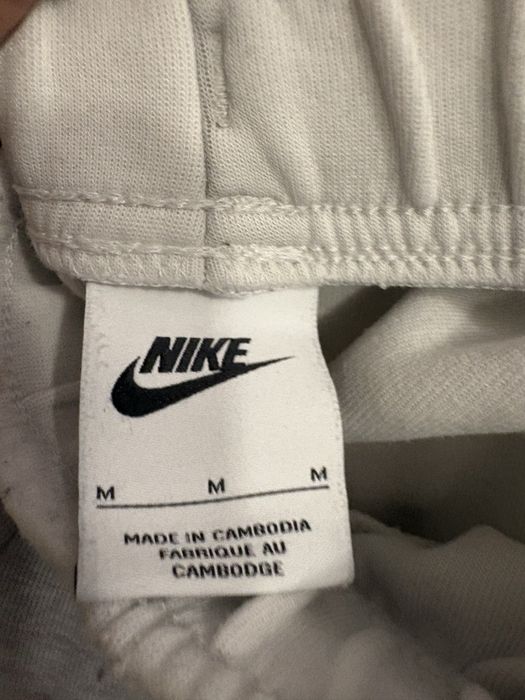 NIKE
M M M
MADE IN CAMBODIA
FABRIQUE AU
CAMBODGE